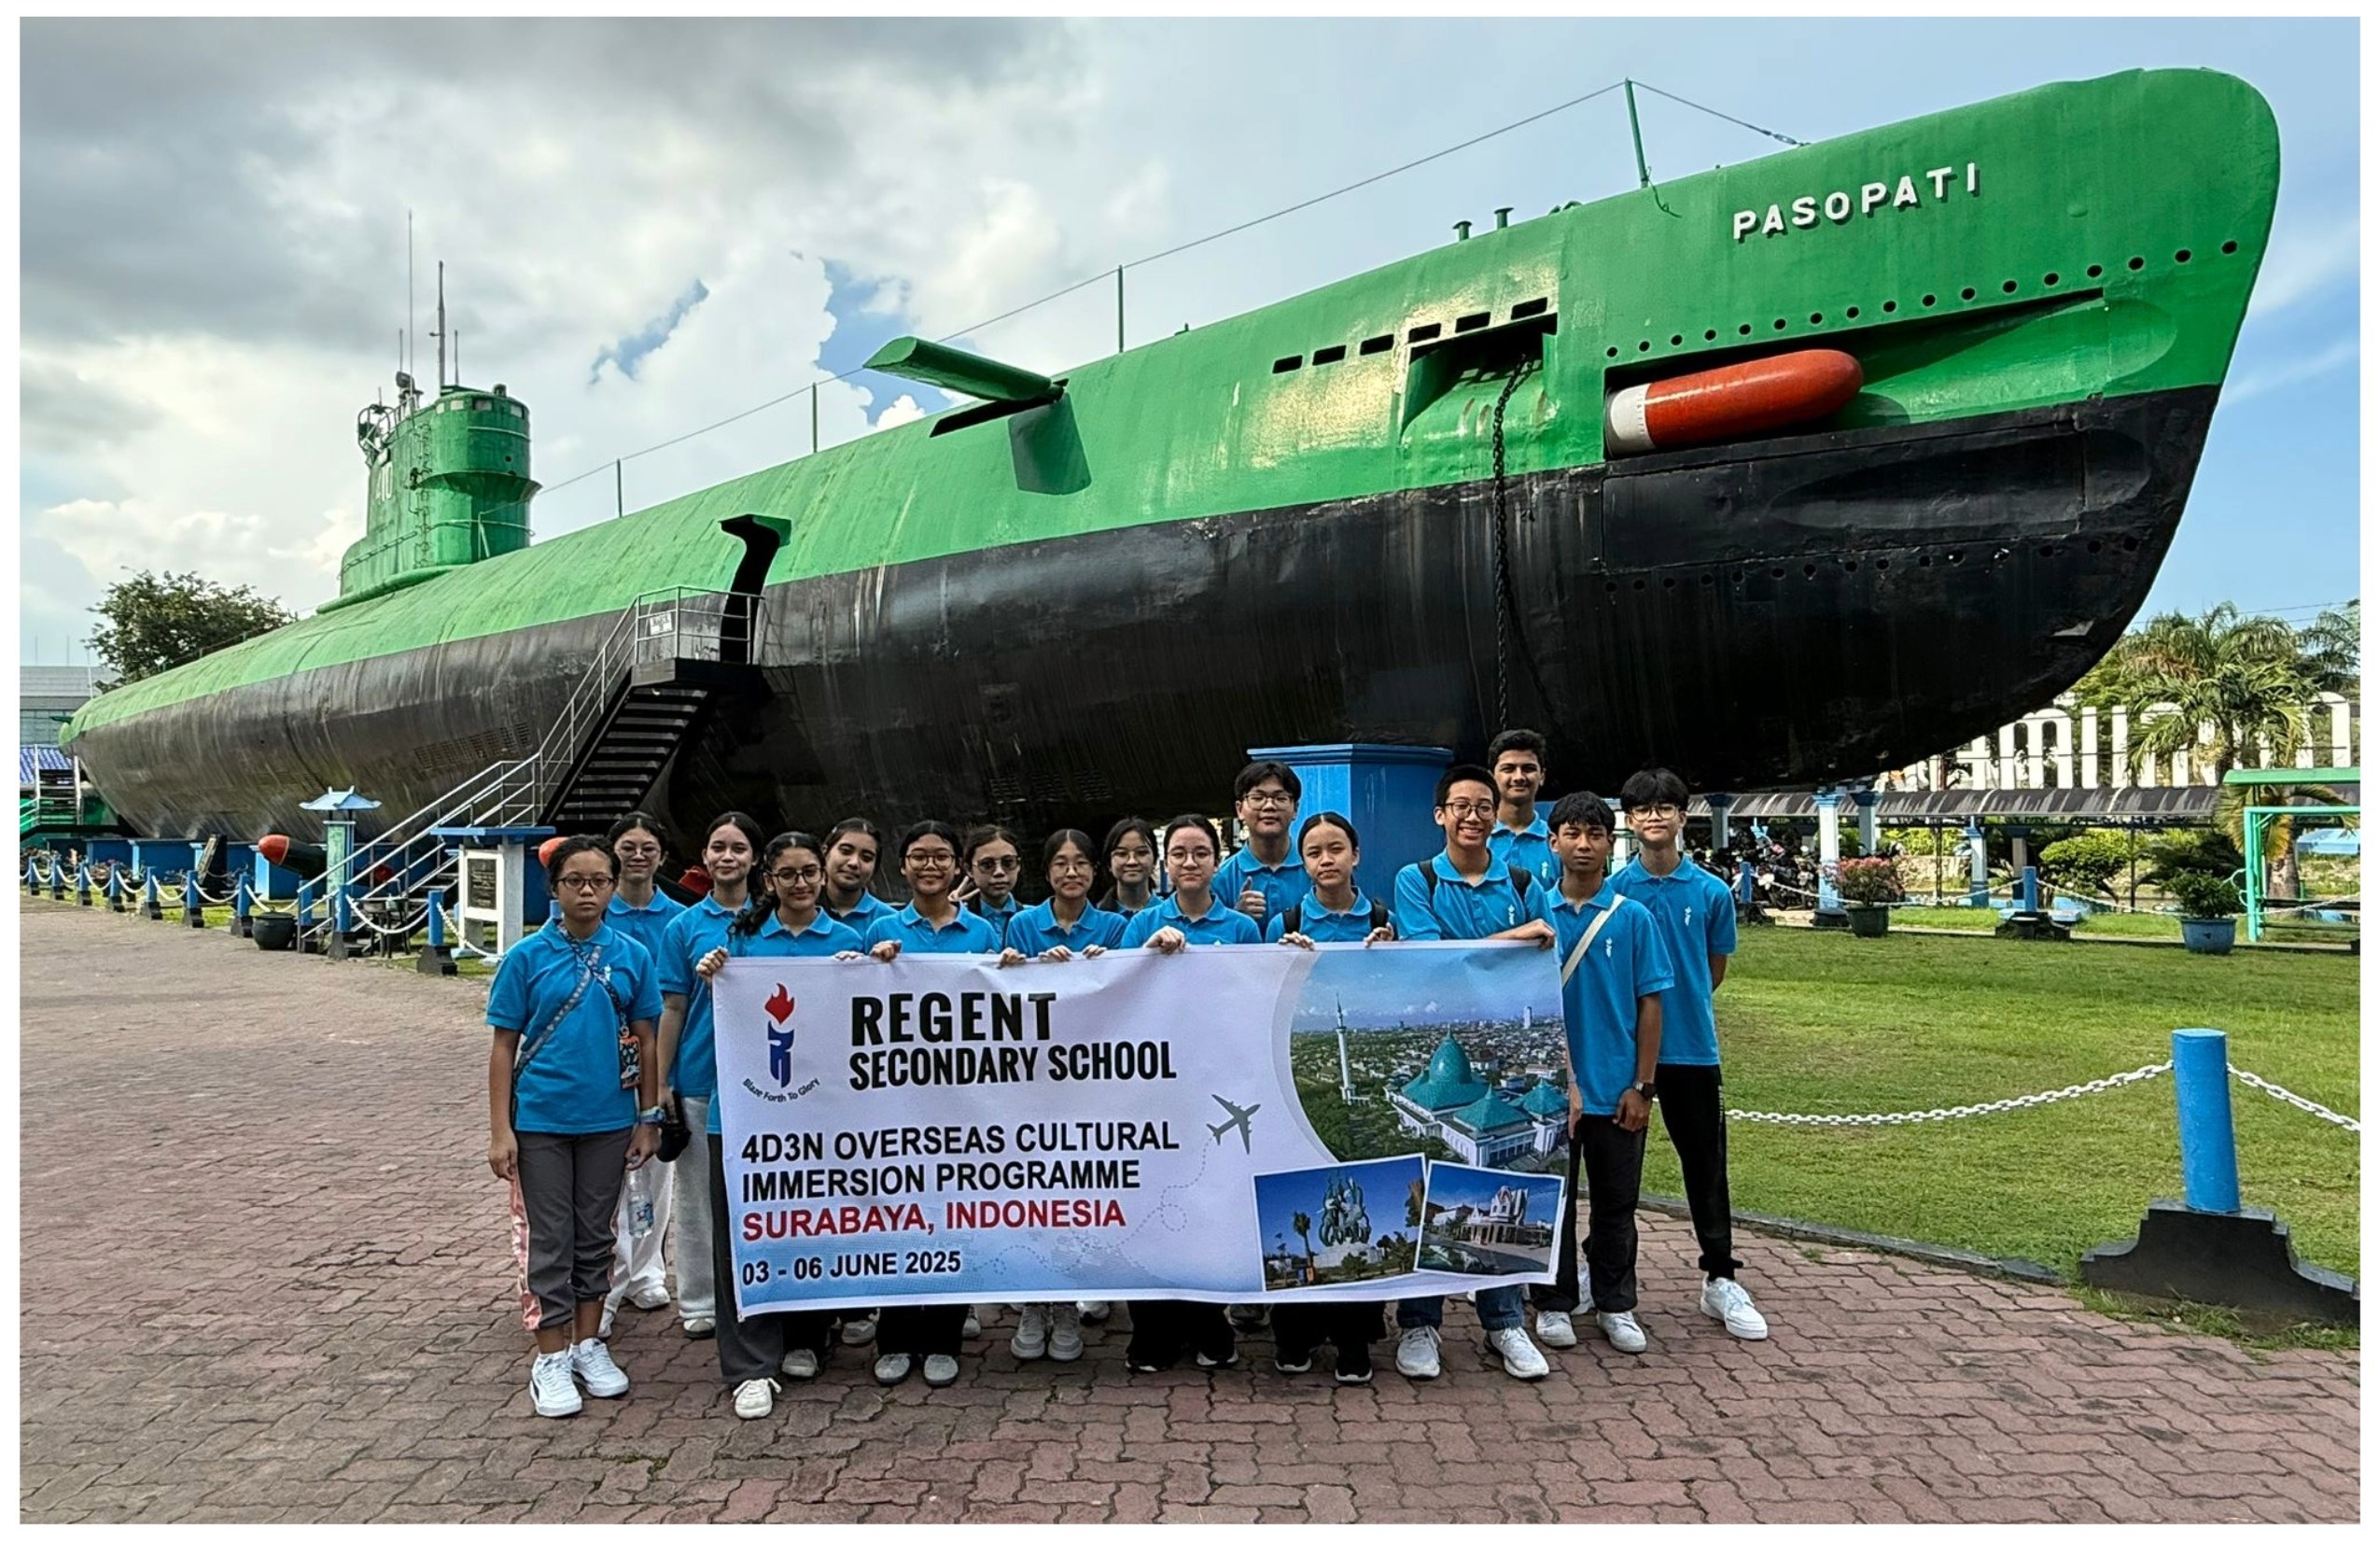 PASOPATI
410
REGENT
SECONDARY SCHOOL
Blaze Forth To Glory
4D3N OVERSEAS CULTURAL
IMMERSION PROGRAMME
SURABAYA, INDONESIA
03 - 06 JUNE 2025